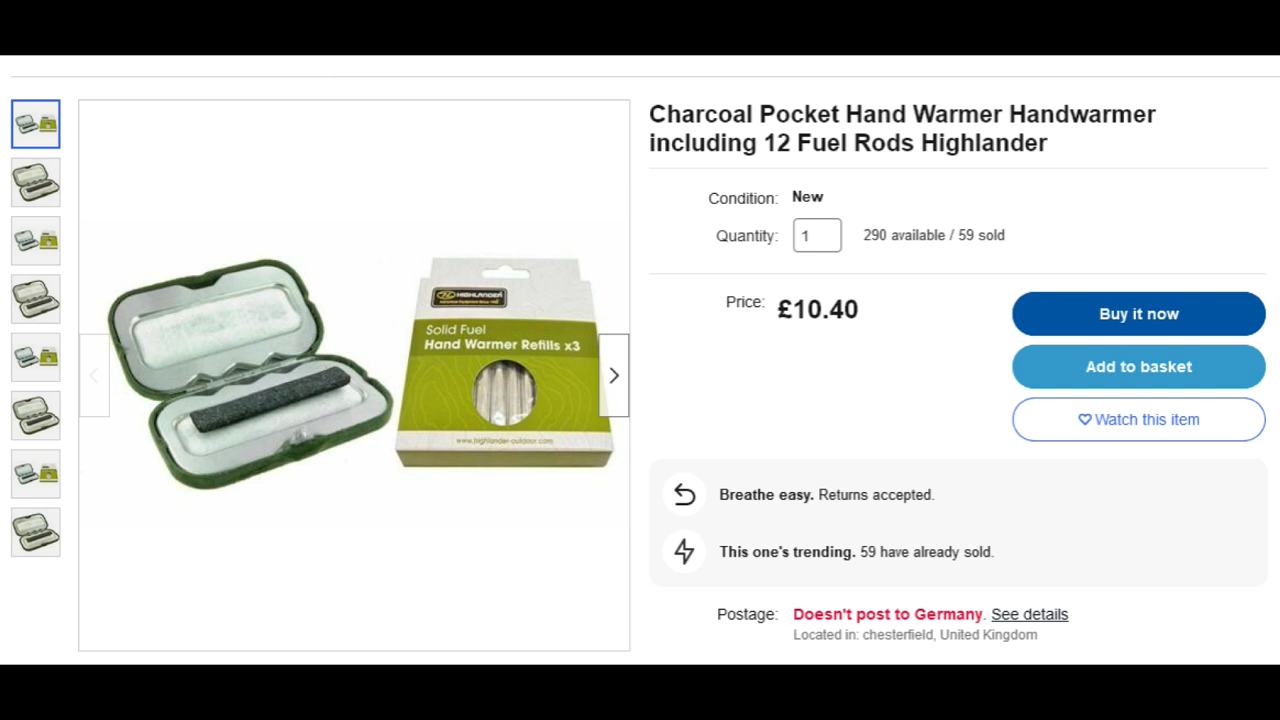 Charcoal Pocket Hand Warmer Handwarmer
including 12 Fuel Rods Highlander
Condition: New
Quantity: 1 290 available / 59 sold
Price: £10.40
Buy it now
Add to basket
Watch this item
HIGHLANDER
Solid Fuel
Hand Warmer Refills x3
www.highlander-outdoor.com
Breathe easy. Returns accepted.
This one's trending. 59 have already sold.
Postage: Doesn't post to Germany. See details
Located in: chesterfield, United Kingdom